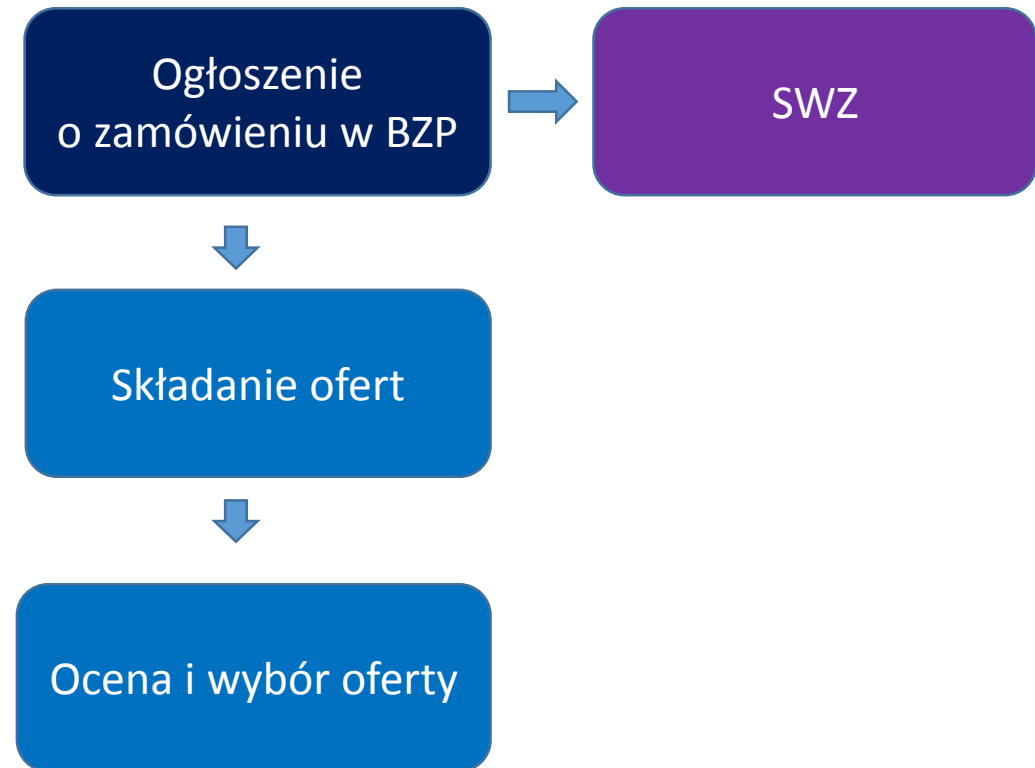 Ogłoszenie
o zamówieniu w BZP
SWZ
Składanie ofert
Ocena i wybór oferty